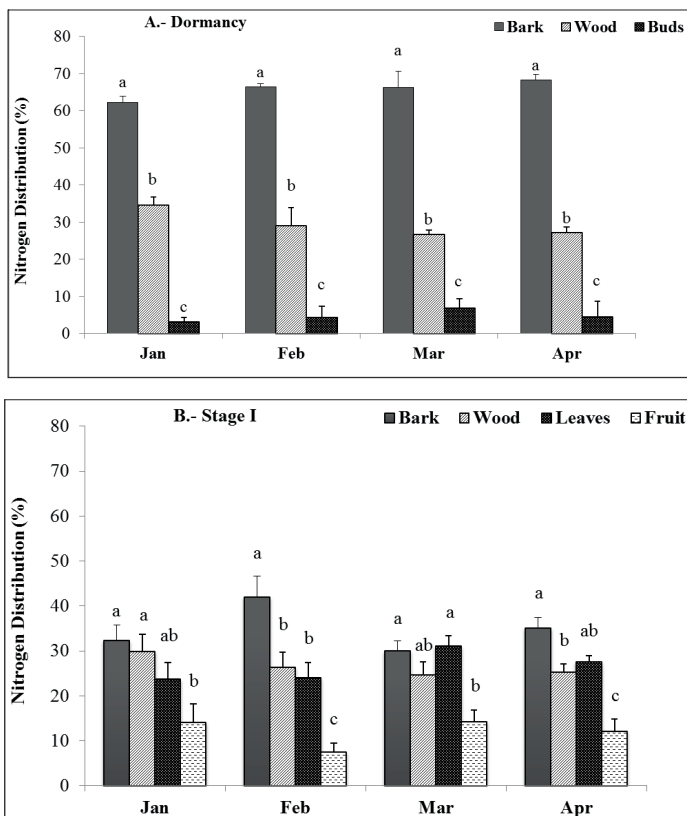 A.- Dormancy
Bark Wood Buds
Nitrogen Distribution (%)
80
70
60
50
40
30
20
10
0
a b c
a b c
a b c
a b c
Jan Feb Mar Apr
B.- Stage I
Bark Wood Leaves Fruit
Nitrogen Distribution (%)
80
70
60
50
40
30
20
10
0
a a ab b
a b b c
a ab a b
a b ab c
Jan Feb Mar Apr